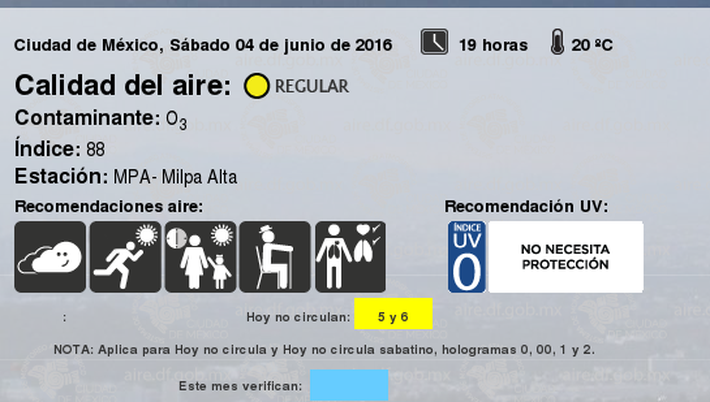 Ciudad de México, Sábado 04 de junio de 2016 19 horas 20 ºC
Calidad del aire: REGULAR
Contaminante: O3
Índice: 88
Estación: MPA- Milpa Alta
Recomendaciones aire: Recomendación UV:
ÍNDICE
UV
0
NO NECESITA
PROTECCIÓN
: Hoy no circulan: 5 y 6
NOTA: Aplica para Hoy no circula y Hoy no circula sabatino, hologramas 0, 00, 1 y 2.
Este mes verifican: